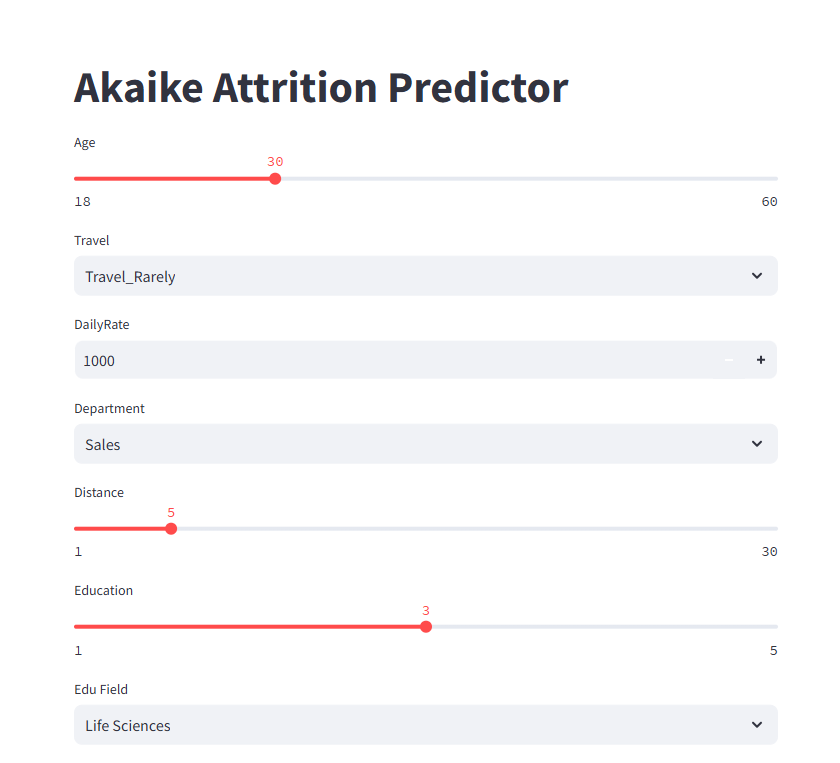 Akaike Attrition Predictor
Age
30
18 60
Travel
Travel_Rarely
DailyRate
1000
Department
Sales
Distance
5
1 30
Education
3
1 5
Edu Field
Life Sciences